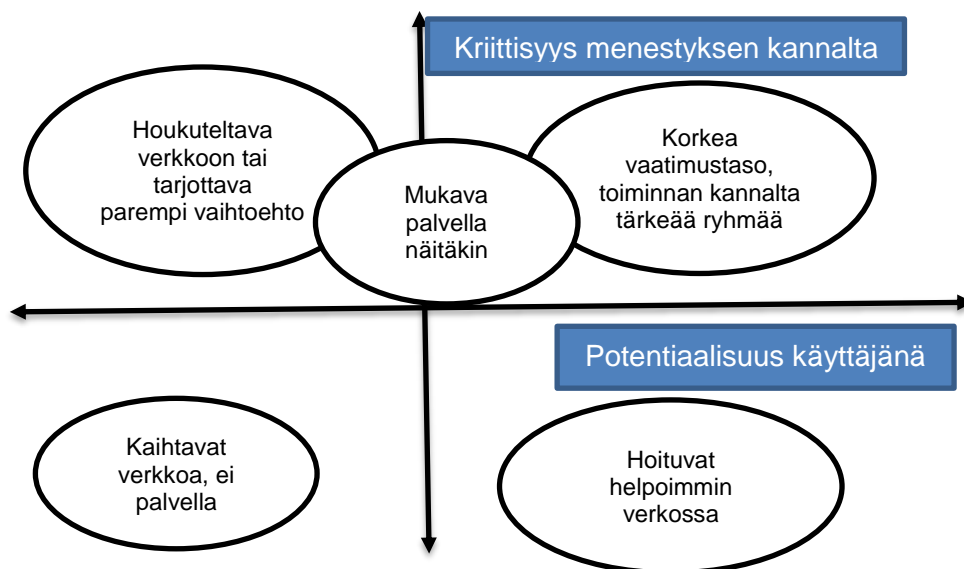 Kriittisyys menestyksen kannalta
Houkuteltava
verkkoon tai
tarjottava
parempi vaihtoehto
Mukava
palvella
näitäkin
Korkea
vaatimustaso,
toiminnan kannalta
tärkeää ryhmää
Potentiaalisuus käyttäjänä
Kaihtavat
verkkoa, ei
palvella
Hoituvat
helpoimmin
verkossa